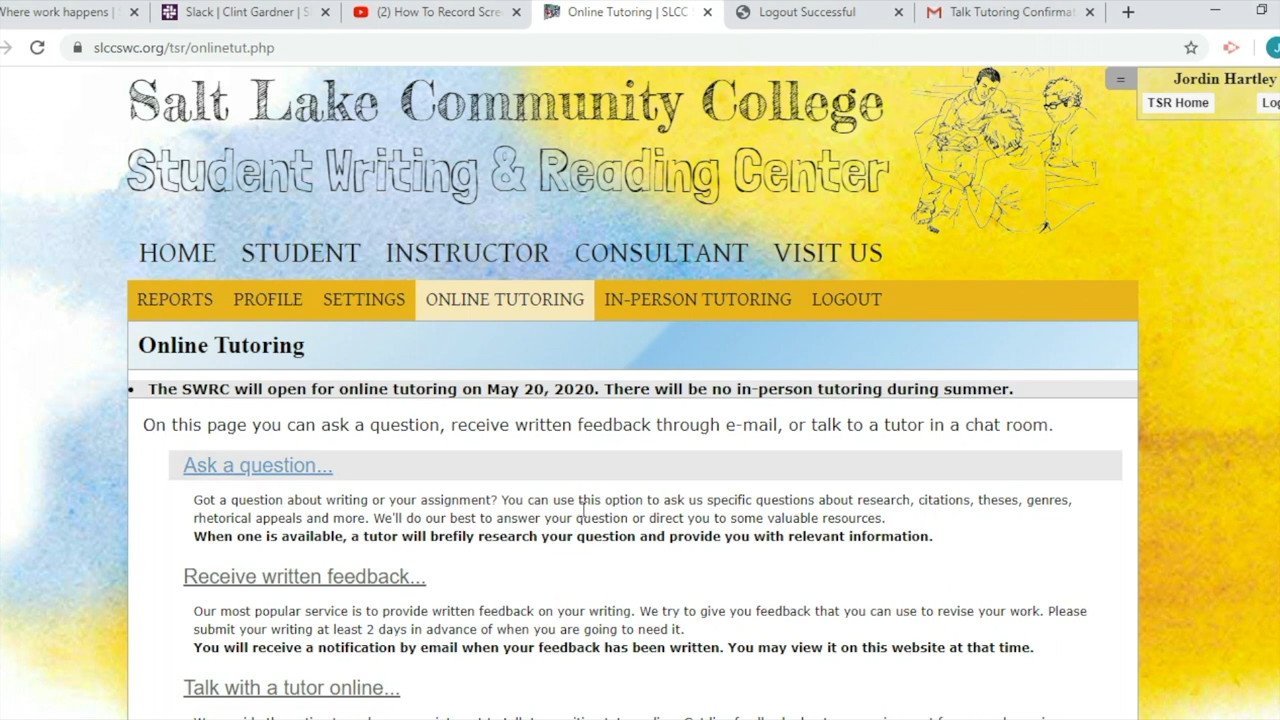 Where work happens |
Slack | Clint Gardner | S
(2) How To Record Scre
Online Tutoring | SLCC S
Logout Successful
Talk Tutoring Confirmat
slccswc.org/tsr/onlinetut.php
Salt Lake Community College
Student Writing & Reading Center
Jordin Hartley
TSR Home
Log
HOME STUDENT INSTRUCTOR CONSULTANT VISIT US
REPORTS PROFILE SETTINGS ONLINE TUTORING IN-PERSON TUTORING LOGOUT
Online Tutoring
• The SWRC will open for online tutoring on May 20, 2020. There will be no in-person tutoring during summer.
On this page you can ask a question, receive written feedback through e-mail, or talk to a tutor in a chat room.
Ask a question...
Got a question about writing or your assignment? You can use this option to ask us specific questions about research, citations, theses, genres,
rhetorical appeals and more. We'll do our best to answer your question or direct you to some valuable resources.
When one is available, a tutor will brefily research your question and provide you with relevant information.
Receive written feedback...
Our most popular service is to provide written feedback on your writing. We try to give you feedback that you can use to revise your work. Please
submit your writing at least 2 days in advance of when you are going to need it.
You will receive a notification by email when your feedback has been written. You may view it on this website at that time.
Talk with a tutor online...